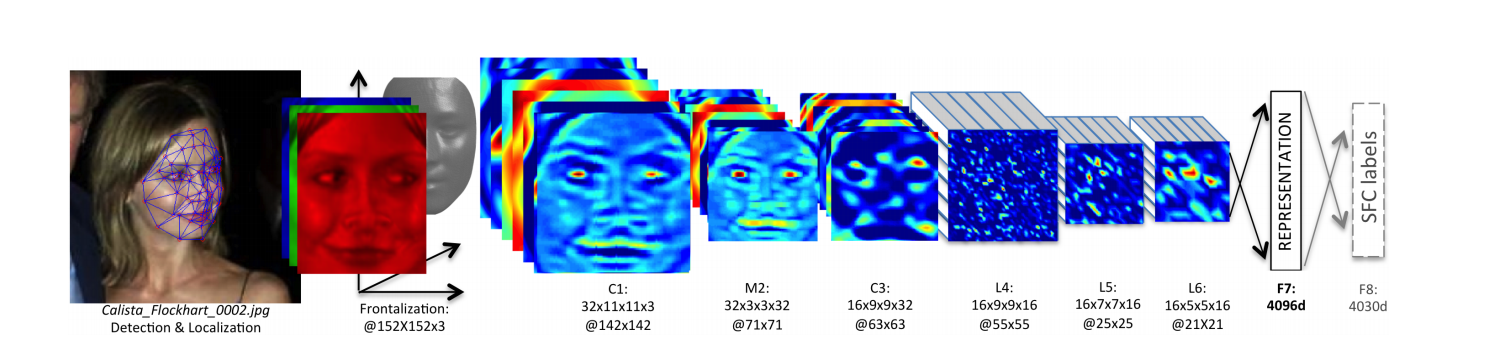 Calista_Flockhart_0002.jpg
Detection & Localization
Frontalization:
@152X152x3
C1:
32x11x11x3
@142x142
M2:
32x3x3x32
@71x71
C3:
16x9x9x32
@63x63
L4:
16x9x9x16
@55x55
L5:
16x7x7x16
@25x25
L6:
16x5x5x16
@21X21
REPRESENTATION
F7:
4096d
SFC labels
F8:
4030d